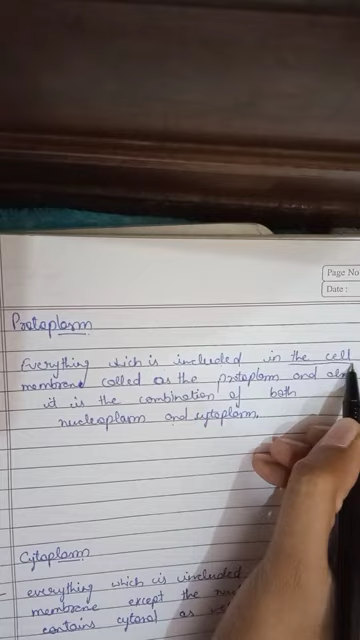 Page No
Date :
Protoplasm
Everything which is included in the cell
membrane called as the protoplasm and also
it is the combination of both
nucleoplasm and cytoplasm.
Cytoplasm
everything which is included
membrane except the
contains cytosol as